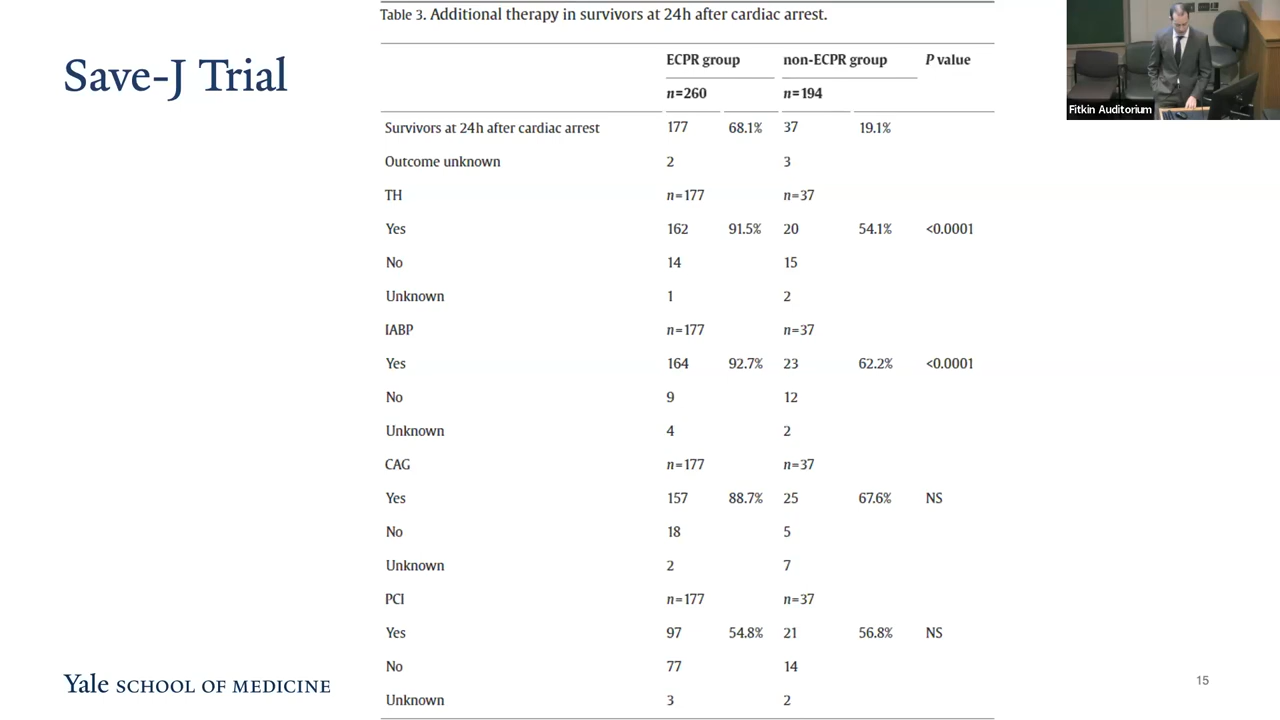 Table 3. Additional therapy in survivors at 24h after cardiac arrest.
Save-J Trial
ECPR group non-ECPR group P value
n=260 n=194
Survivors at 24h after cardiac arrest 177 68.1% 37 19.1%
Outcome unknown 2 3
TH n=177 n=37
Yes 162 91.5% 20 54.1% <0.0001
No 14 15
Unknown 1 2
IABP n=177 n=37
Yes 164 92.7% 23 62.2% <0.0001
No 9 12
Unknown 4 2
CAG n=177 n=37
Yes 157 88.7% 25 67.6% NS
No 18 5
Unknown 2 7
PCI n=177 n=37
Yes 97 54.8% 21 56.8% NS
No 77 14
Unknown 3 2
Yale SCHOOL OF MEDICINE
15
Fitkin Auditorium